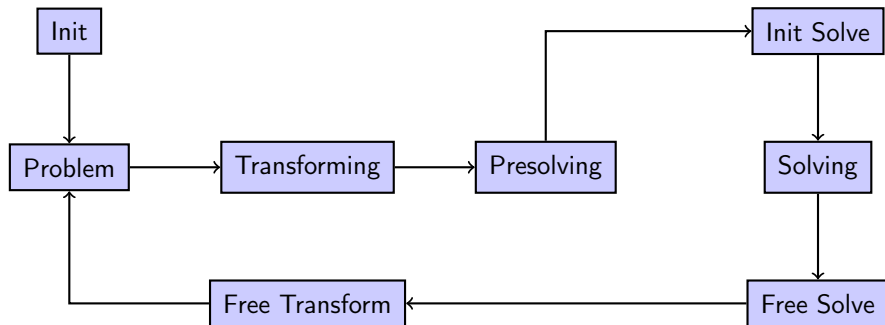 Init
Init Solve
Problem
Transforming
Presolving
Solving
Free Transform
Free Solve